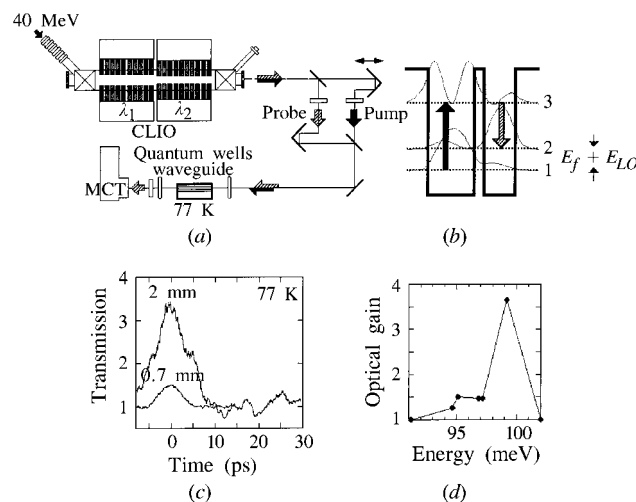 40 MeV
λ1 λ2
CLIO
Probe Pump
Quantum wells
waveguide
MCT
77 K
(a)
3
2
1
E_f + E_LO
(b)
Transmission
4
3
2
1
2 mm
77 K
0.7 mm
0 10 20 30
Time (ps)
(c)
Optical gain
4
3
2
1
95 100
Energy (meV)
(d)